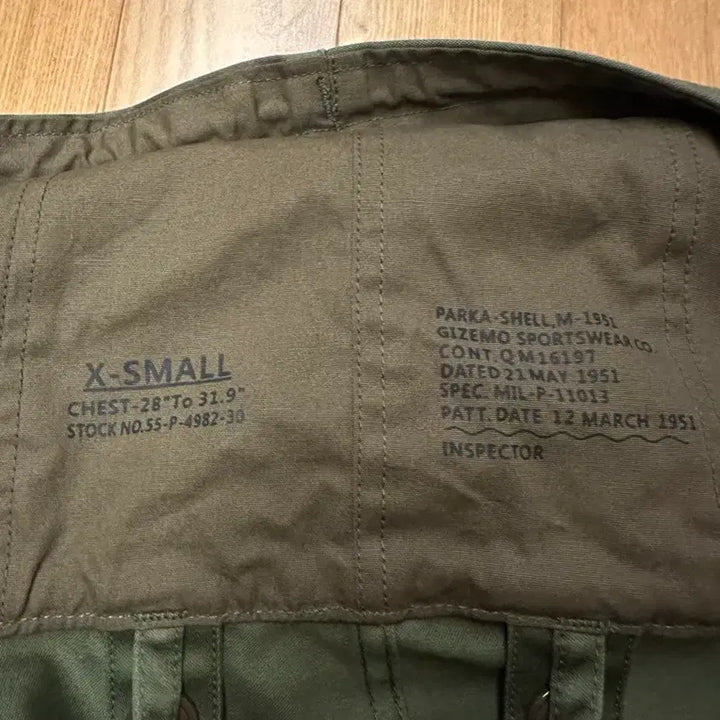 X-SMALL
CHEST-28"To 31.9"
STOCK NO.55-P-4982-30
PARKA-SHELL,M-1951
GIZEMO SPORTSWEAR CO.
CONT.QM16197
DATED 21 MAY 1951
SPEC. MIL-P-11013
PATT. DATE 12 MARCH 1951
INSPECTOR